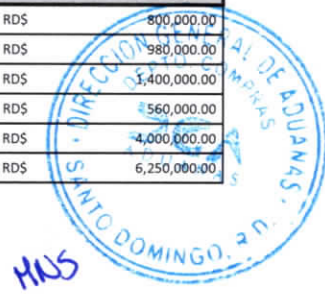 RD$ 800,000.00
RD$ 980,000.00
RD$ 1,400,000.00
RD$ 560,000.00
RD$ 4,000,000.00
RD$ 6,250,000.00
DIRECCION GENERAL DE ADUANAS
DEPTO. COMPRAS
ADUANAS
SANTO DOMINGO, R D.
MNS